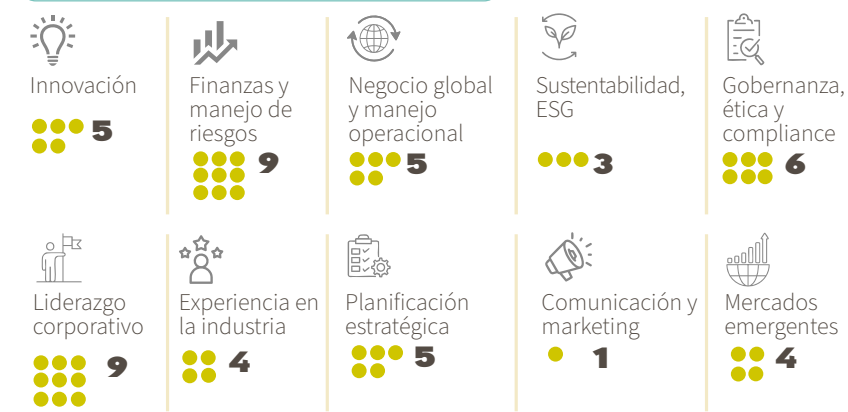 Innovación
5
Finanzas y
manejo de
riesgos
9
Negocio global
y manejo
operacional
5
Sustentabilidad,
ESG
3
Gobernanza,
ética y
compliance
6
Liderazgo
corporativo
9
Experiencia en
la industria
4
Planificación
estratégica
5
Comunicación y
marketing
1
Mercados
emergentes
4